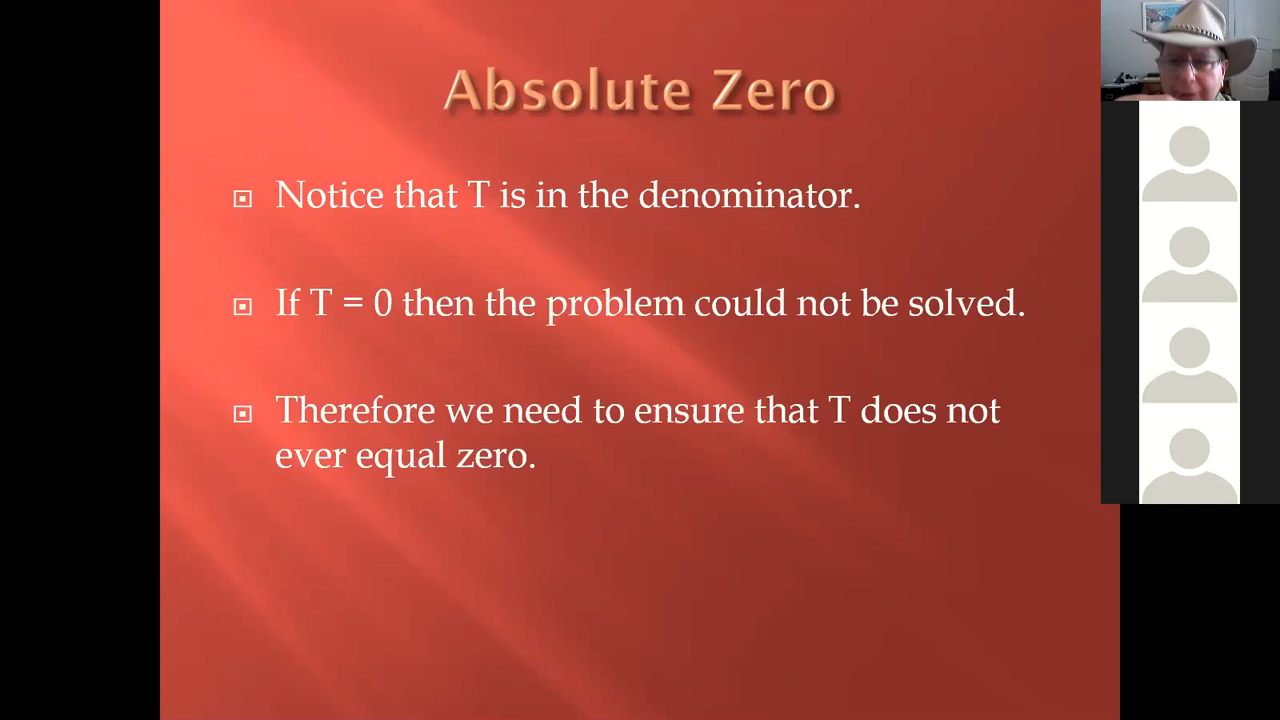 Absolute Zero
Notice that T is in the denominator.
If T = 0 then the problem could not be solved.
Therefore we need to ensure that T does not
ever equal zero.